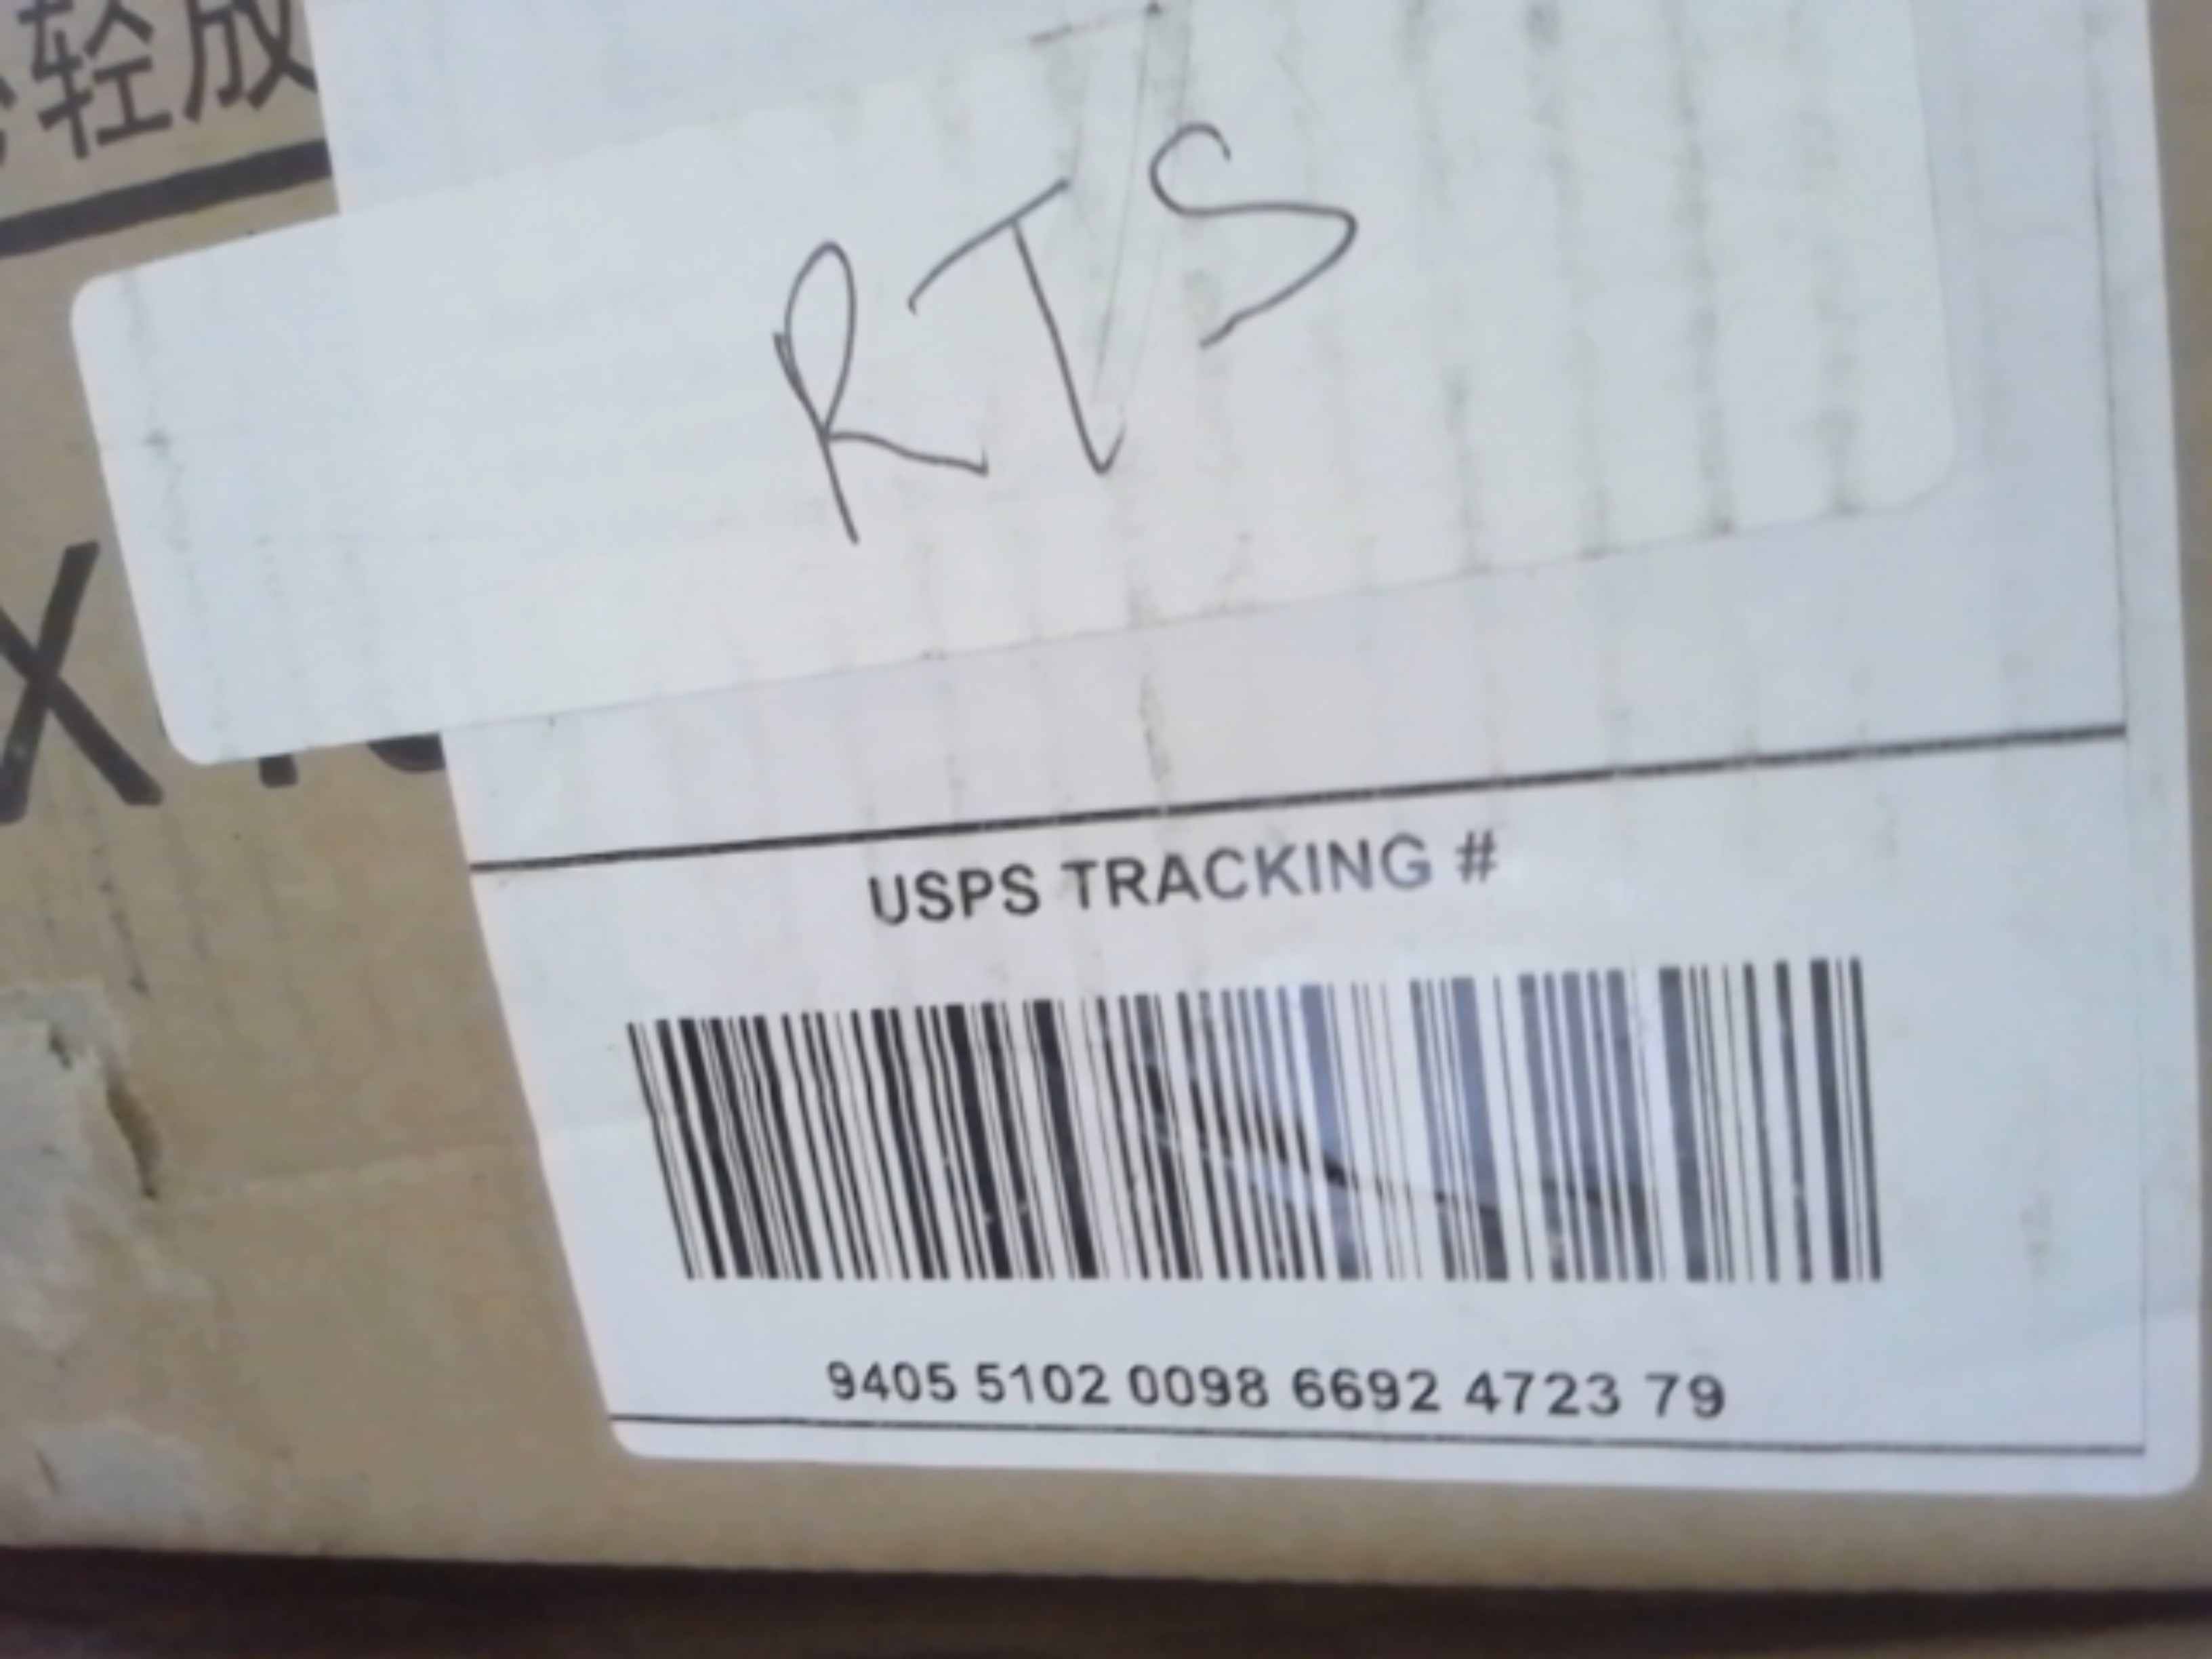 轻放
RTS
X
USPS TRACKING #
9405 5102 0098 6692 4723 79